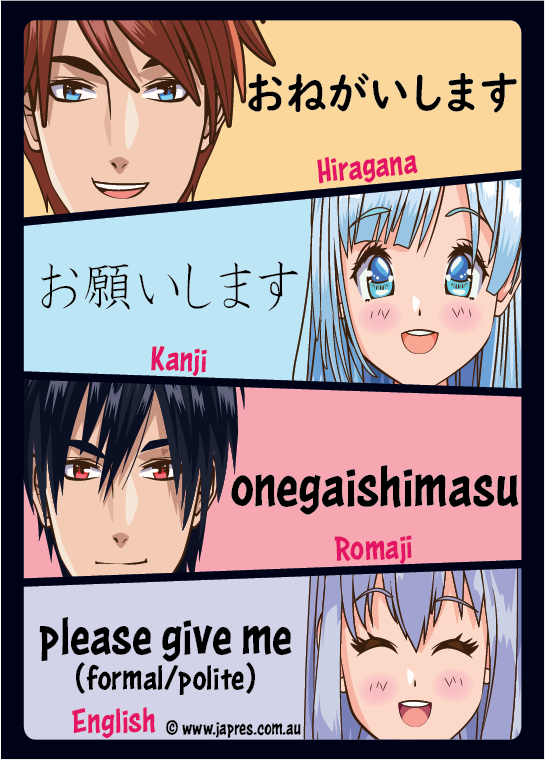 おねがいします
Hiragana
お願いします
Kanji
onegaishimasu
Romaji
please give me
(formal/polite)
English © www.japres.com.au